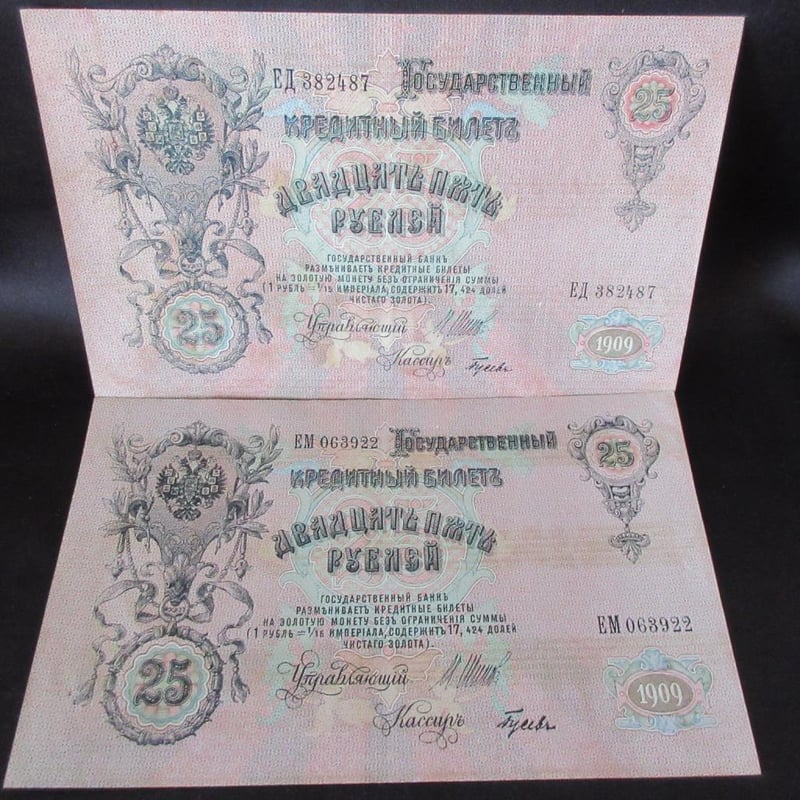 ЕД 382487 Государственный
25
Кредитный Билетъ
Двадцать пять
рублей
ГОСУДАРСТВЕННЫЙ БАНКЪ
РАЗМѢНИВАЕТЪ КРЕДИТНЫЕ БИЛЕТЫ
НА ЗОЛОТУЮ МОНЕТУ БЕЗЪ ОГРАНИЧЕНІЯ СУММЫ
(1 РУБЛЬ = 1/15 ИМПЕРІАЛА, СОДЕРЖИТЪ 17, 424 ДОЛЕЙ
ЧИСТАГО ЗОЛОТА).
ЕД 382487
25
Управляющій
1909
Кассиръ Гусевъ
ЕМ 063922 Государственный
25
Кредитный Билетъ
Двадцать пять
рублей
ГОСУДАРСТВЕННЫЙ БАНКЪ
РАЗМѢНИВАЕТЪ КРЕДИТНЫЕ БИЛЕТЫ
НА ЗОЛОТУЮ МОНЕТУ БЕЗЪ ОГРАНИЧЕНІЯ СУММЫ
(1 РУБЛЬ = 1/15 ИМПЕРІАЛА, СОДЕРЖИТЪ 17, 424 ДОЛЕЙ
ЧИСТАГО ЗОЛОТА).
ЕМ 063922
25
Управляющій
1909
Кассиръ Гусевъ